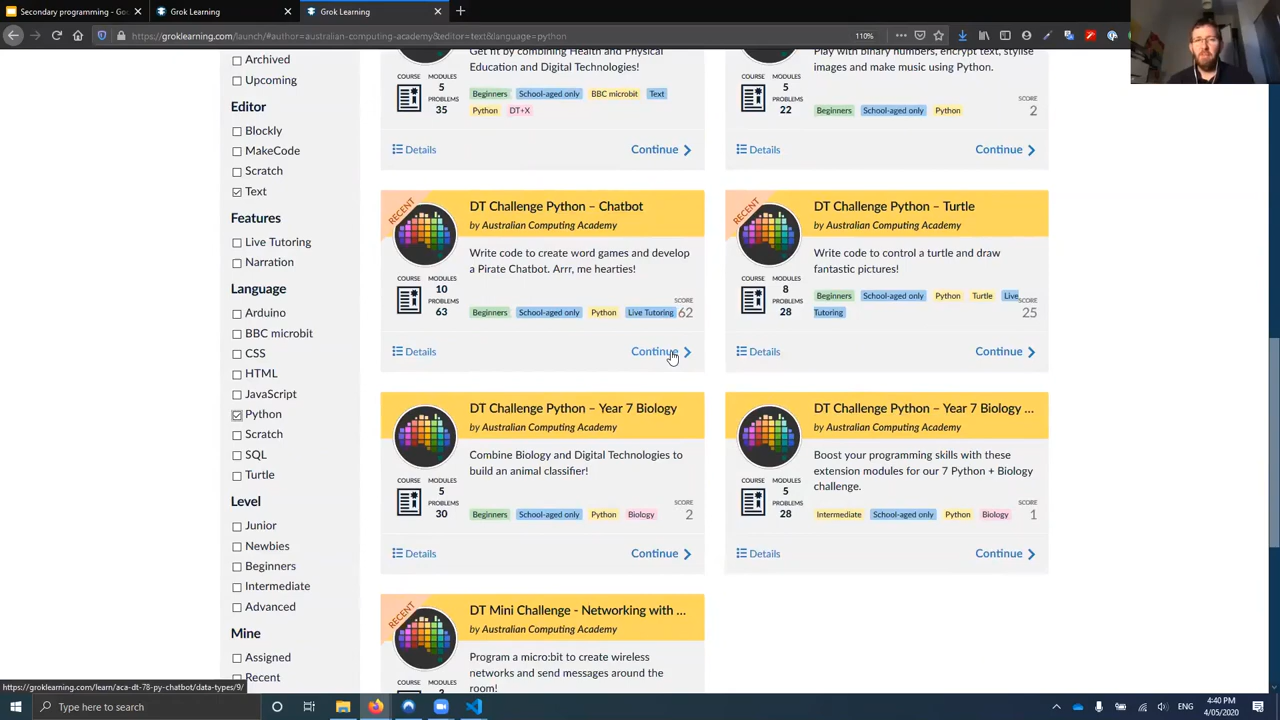 Secondary programming - Go
Grok Learning
Grok Learning
https://groklearning.com/launch/#author=australian-computing-academy&editor=text&language=python
110%
Archived
Upcoming
Editor
Blockly
MakeCode
Scratch
Text
Features
Live Tutoring
Narration
Language
Arduino
BBC microbit
CSS
HTML
JavaScript
Python
Scratch
SQL
Turtle
Level
Junior
Newbies
Beginners
Intermediate
Advanced
Mine
Assigned
Recent
Get fit by combining Health and Physical
Education and Digital Technologies!
COURSE MODULES
5
PROBLEMS
35
Beginners School-aged only BBC microbit Text
Python DT+X
Details
Continue
Play with binary numbers, encrypt text, stylise
images and make music using Python.
COURSE MODULES
5
PROBLEMS
22
Beginners School-aged only Python
SCORE
2
Details
Continue
RECENT
DT Challenge Python – Chatbot
by Australian Computing Academy
Write code to create word games and develop
a Pirate Chatbot. Arrr, me hearties!
COURSE MODULES
10
PROBLEMS
63
Beginners School-aged only Python Live Tutoring
SCORE
62
Details
Continue
RECENT
DT Challenge Python – Turtle
by Australian Computing Academy
Write code to control a turtle and draw
fantastic pictures!
COURSE MODULES
8
PROBLEMS
28
Beginners School-aged only Python Turtle Live
Tutoring
SCORE
25
Details
Continue
DT Challenge Python – Year 7 Biology
by Australian Computing Academy
Combine Biology and Digital Technologies to
build an animal classifier!
COURSE MODULES
5
PROBLEMS
30
Beginners School-aged only Python Biology
SCORE
2
Details
Continue
DT Challenge Python – Year 7 Biology ...
by Australian Computing Academy
Boost your programming skills with these
extension modules for our 7 Python + Biology
challenge.
COURSE MODULES
5
PROBLEMS
28
Intermediate School-aged only Python Biology
SCORE
1
Details
Continue
RECENT
DT Mini Challenge - Networking with ...
by Australian Computing Academy
Program a micro:bit to create wireless
networks and send messages around the
room!
COURSE MODULES
https://groklearning.com/learn/aca-dt-78-py-chatbot/data-types/9/
Type here to search
ENG
4:40 PM
4/05/2020